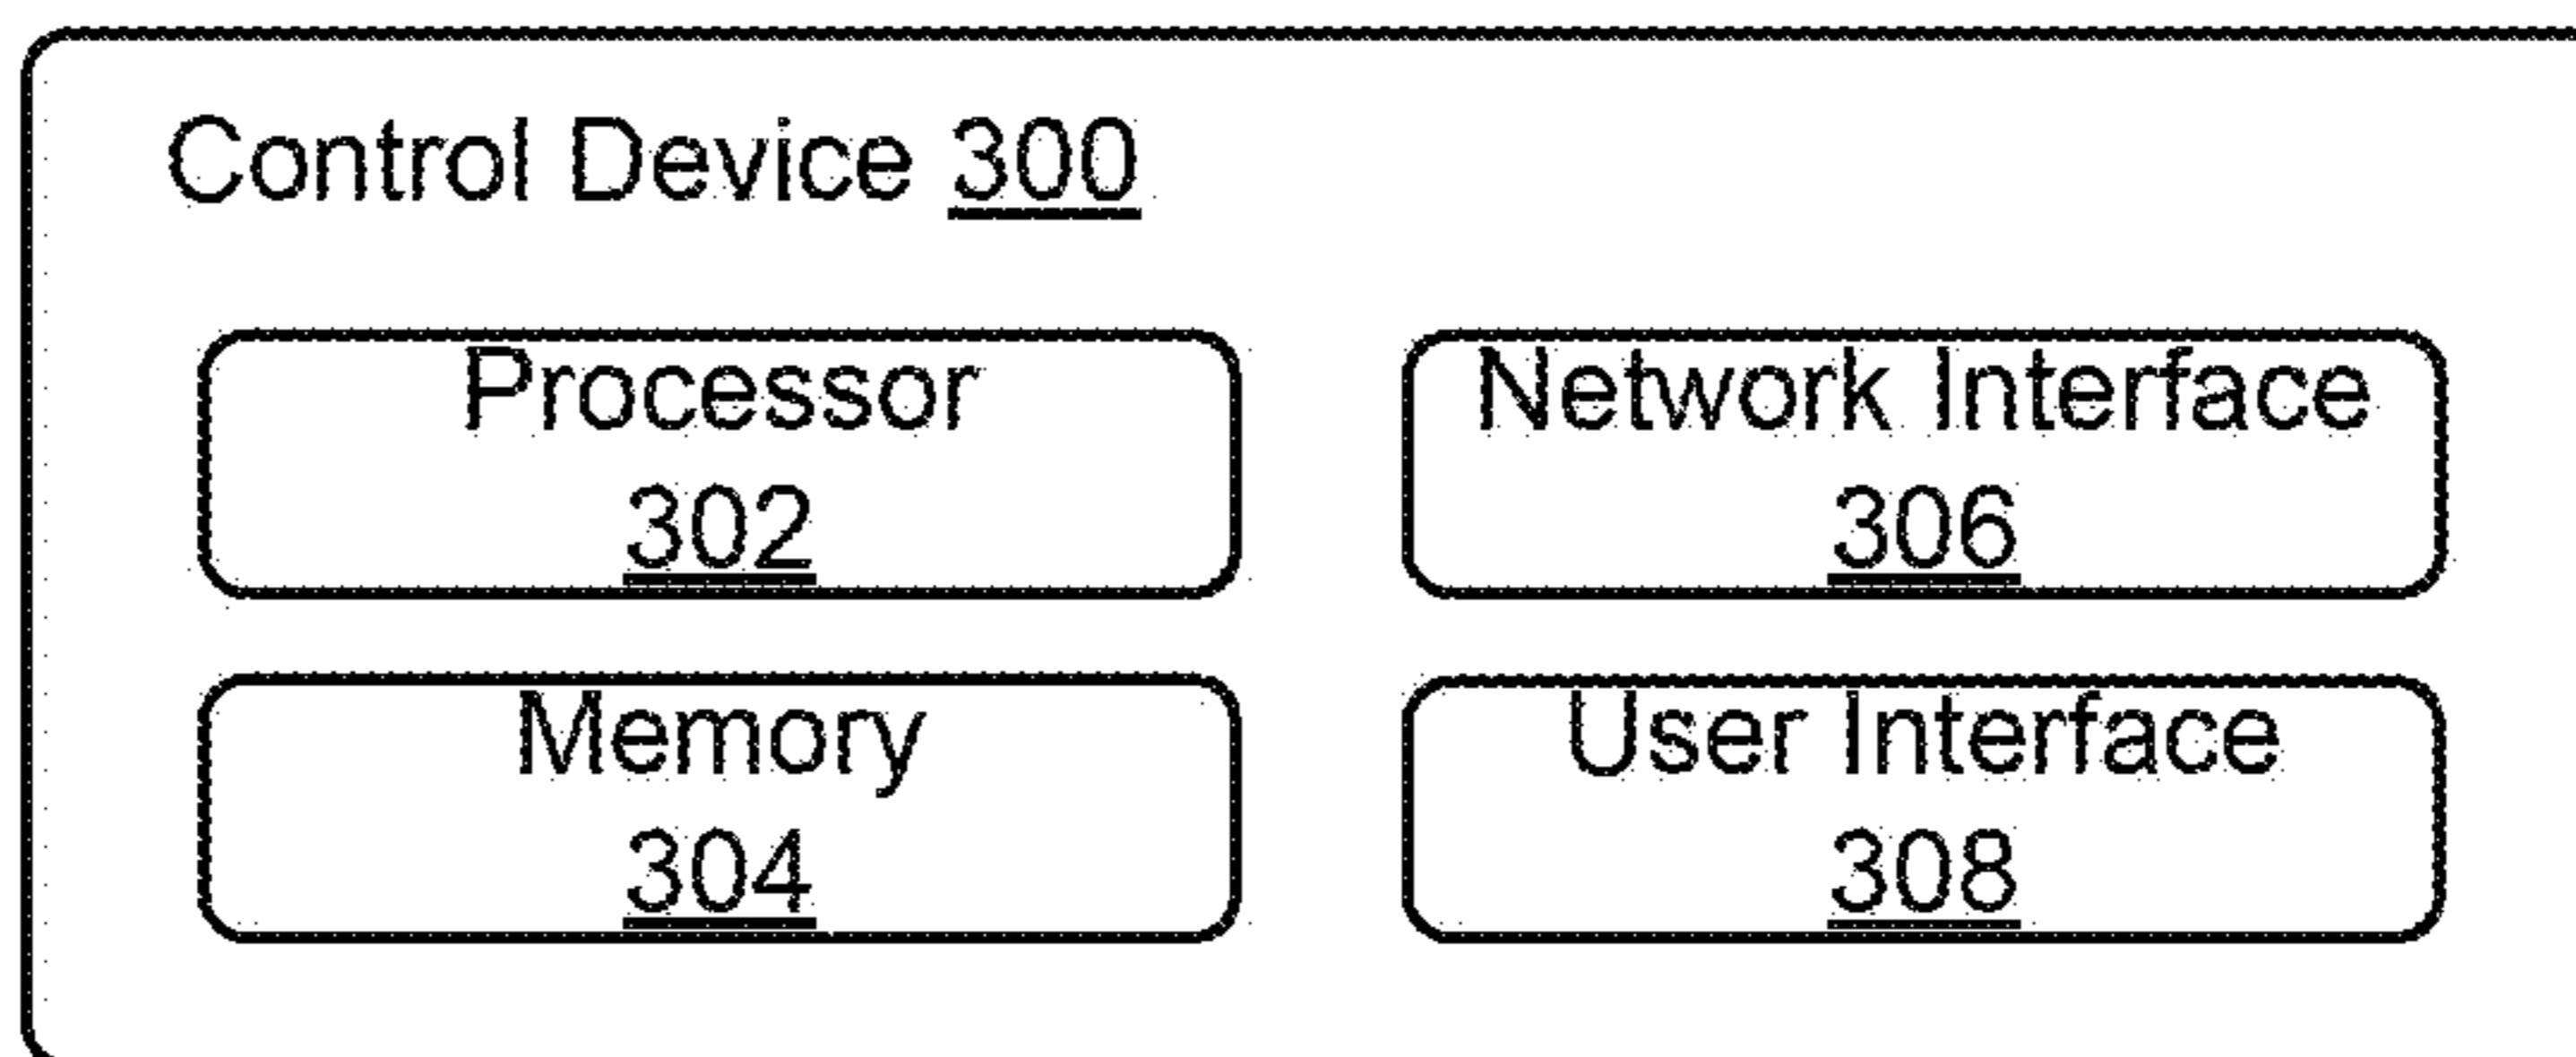 Control Device 300
Processor
302
Network Interface
306
Memory
304
User Interface
308